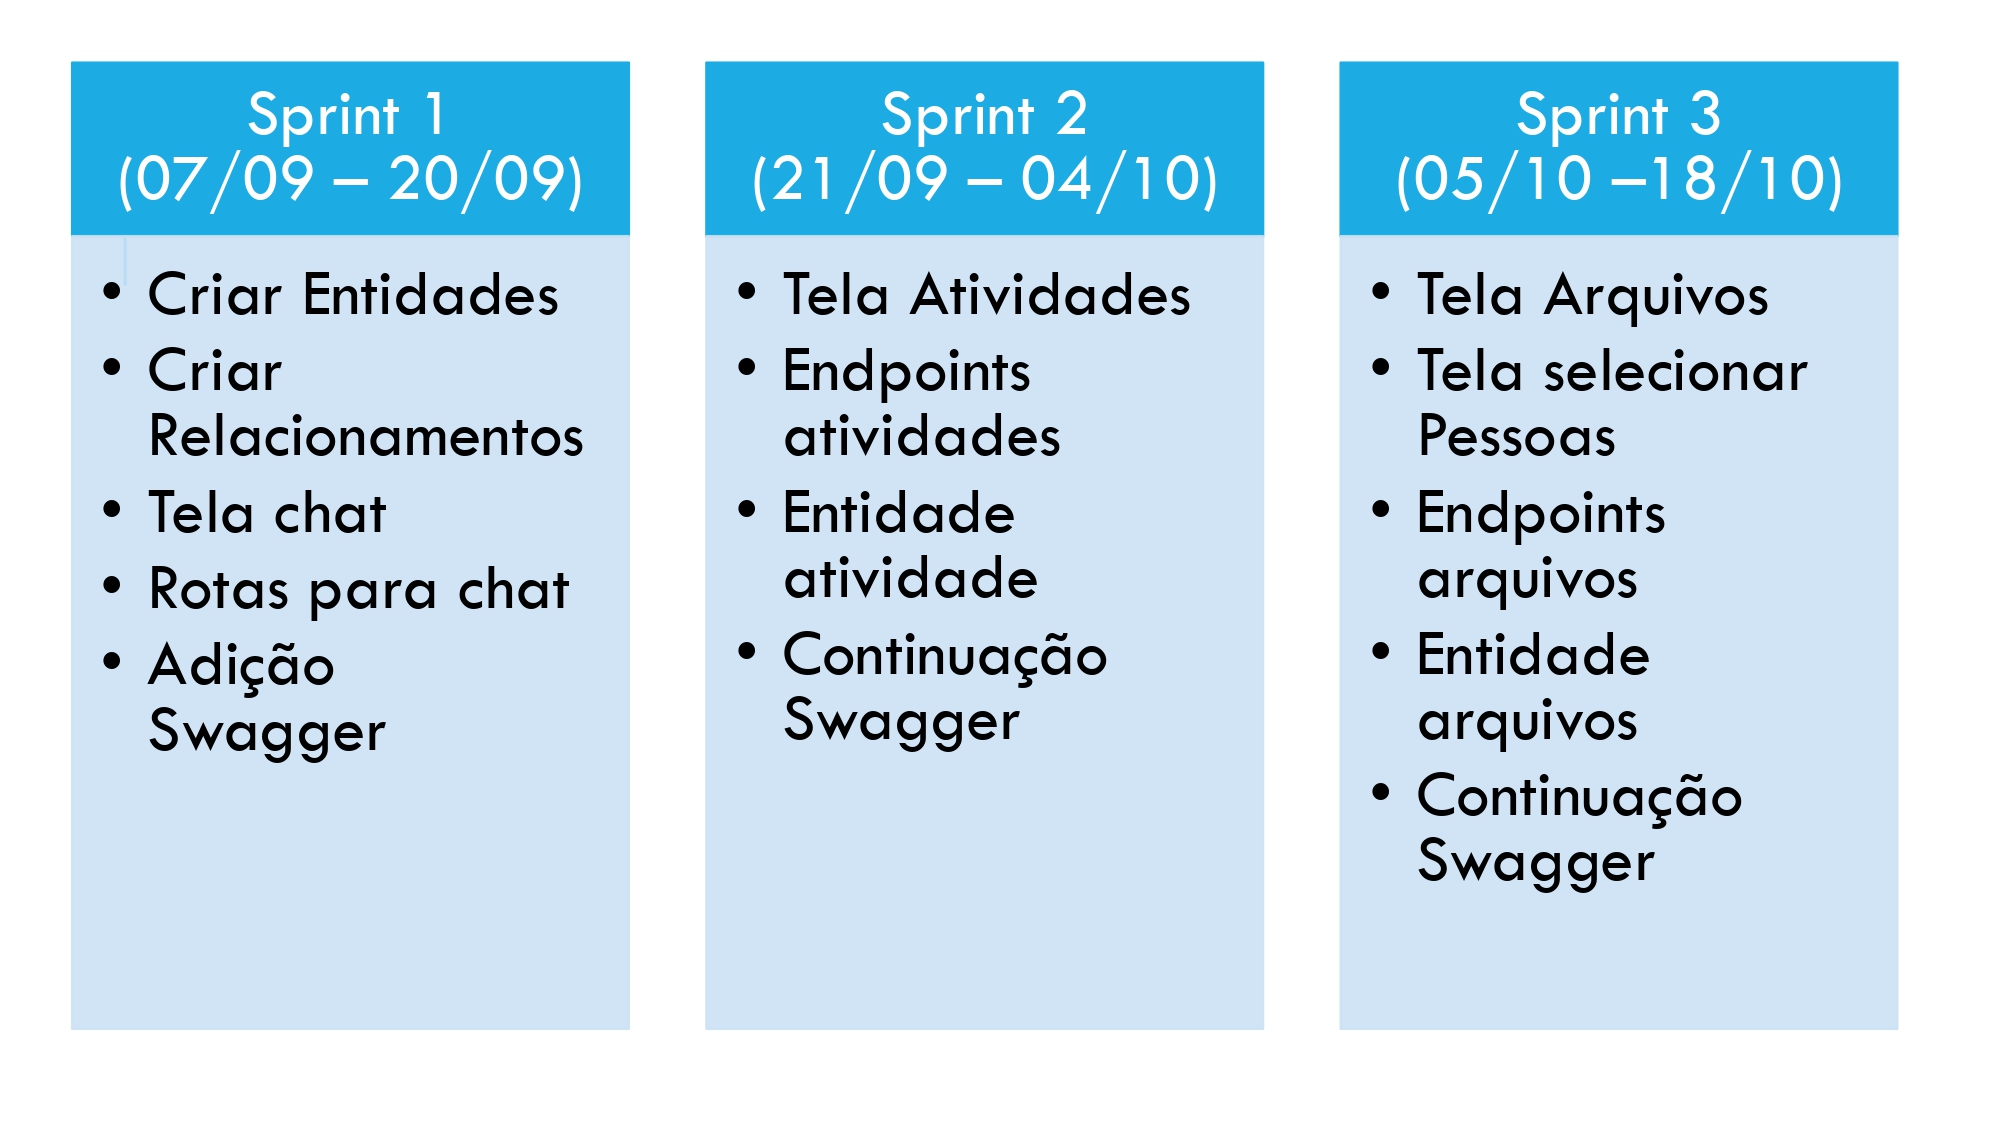 Sprint 1
(07/09 – 20/09)
• Criar Entidades
• Criar
Relacionamentos
• Tela chat
• Rotas para chat
• Adição
Swagger
Sprint 2
(21/09 – 04/10)
• Tela Atividades
• Endpoints
atividades
• Entidade
atividade
• Continuação
Swagger
Sprint 3
(05/10 –18/10)
• Tela Arquivos
• Tela selecionar
Pessoas
• Endpoints
arquivos
• Entidade
arquivos
• Continuação
Swagger